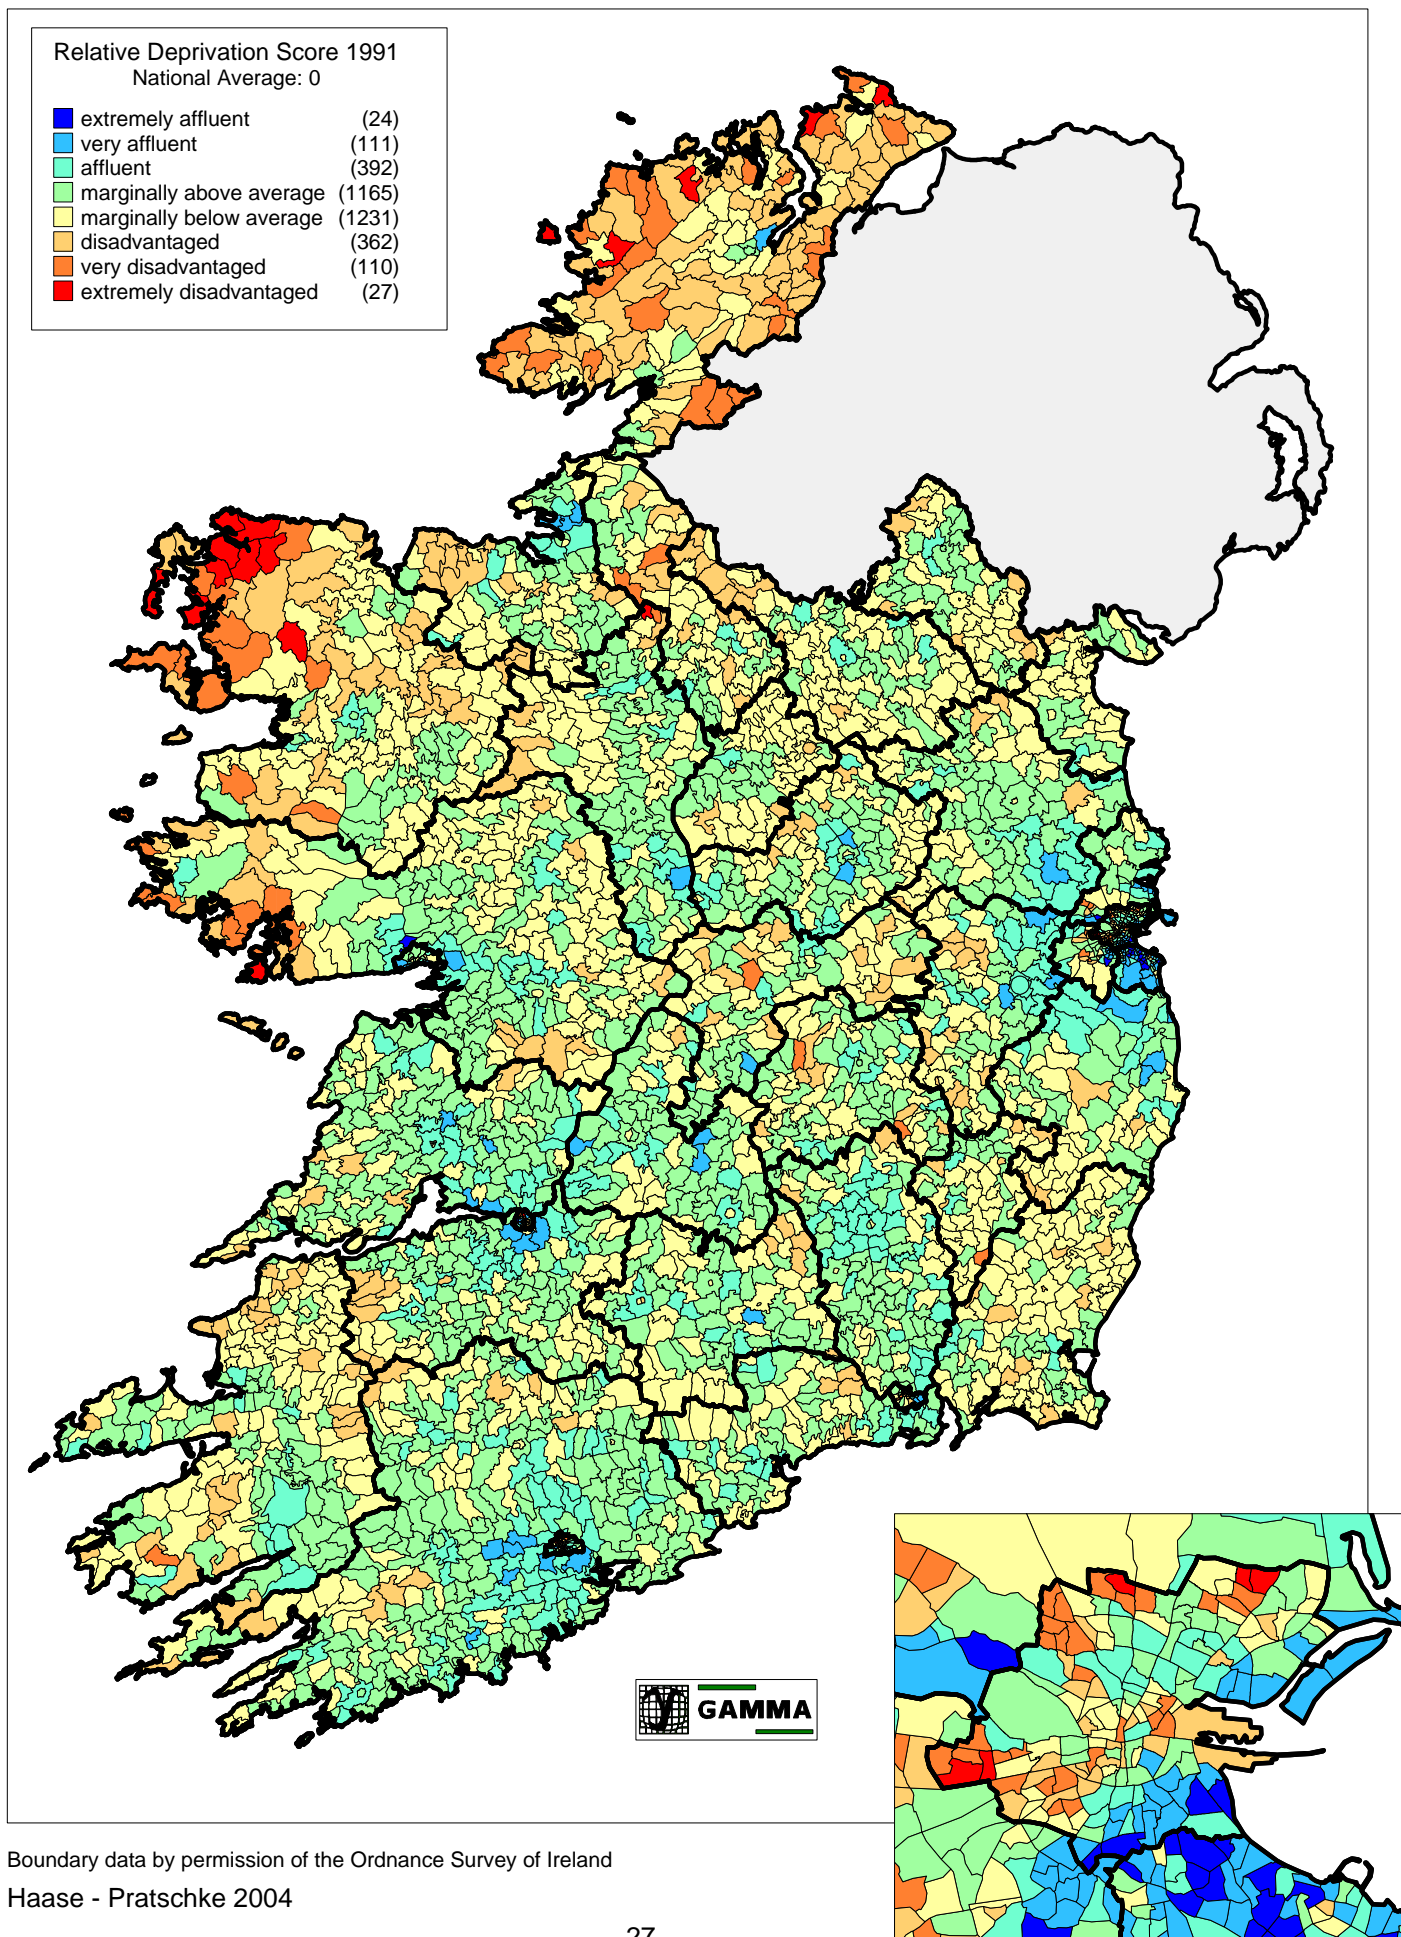 Relative Deprivation Score 1991
National Average: 0
extremely affluent (24)
very affluent (111)
affluent (392)
marginally above average (1165)
marginally below average (1231)
disadvantaged (362)
very disadvantaged (110)
extremely disadvantaged (27)
GAMMA
Boundary data by permission of the Ordnance Survey of Ireland
Haase - Pratschke 2004
27